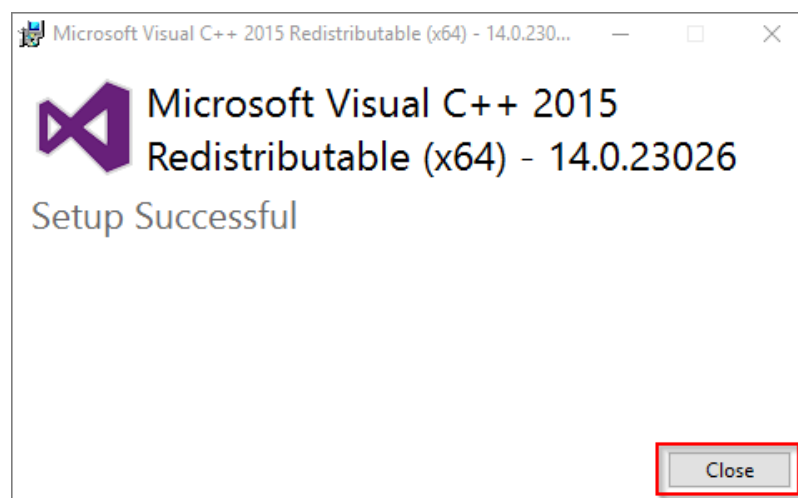 Microsoft Visual C++ 2015 Redistributable (x64) - 14.0.230...
Microsoft Visual C++ 2015
Redistributable (x64) - 14.0.23026
Setup Successful
Close